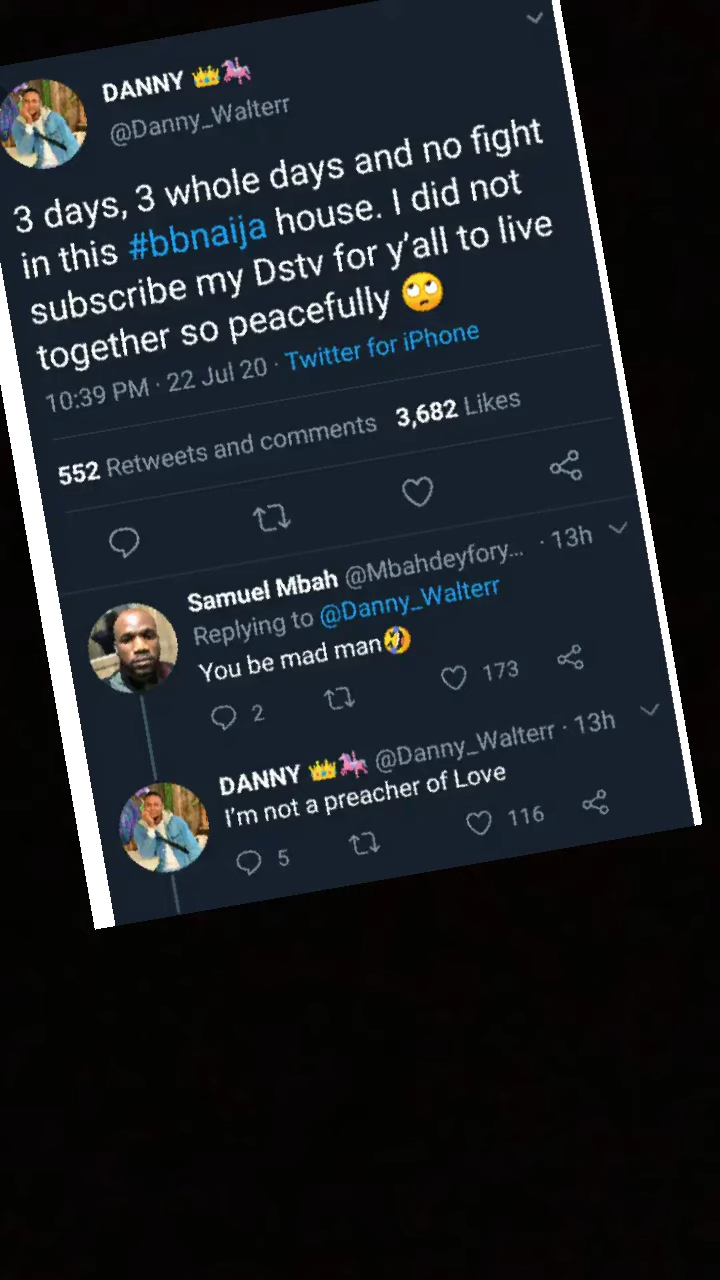 DANNY 👑🎠
@Danny_Walterr
3 days, 3 whole days and no fight
in this #bbnaija house. I did not
subscribe my Dstv for y'all to live
together so peacefully 🙄
10:39 PM · 22 Jul 20 · Twitter for iPhone
552 Retweets and comments 3,682 Likes
Samuel Mbah @Mbahdeyfory... · 13h
Replying to @Danny_Walterr
You be mad man🤣
2 173
DANNY 👑🎠 @Danny_Walterr · 13h
I'm not a preacher of Love
5 116